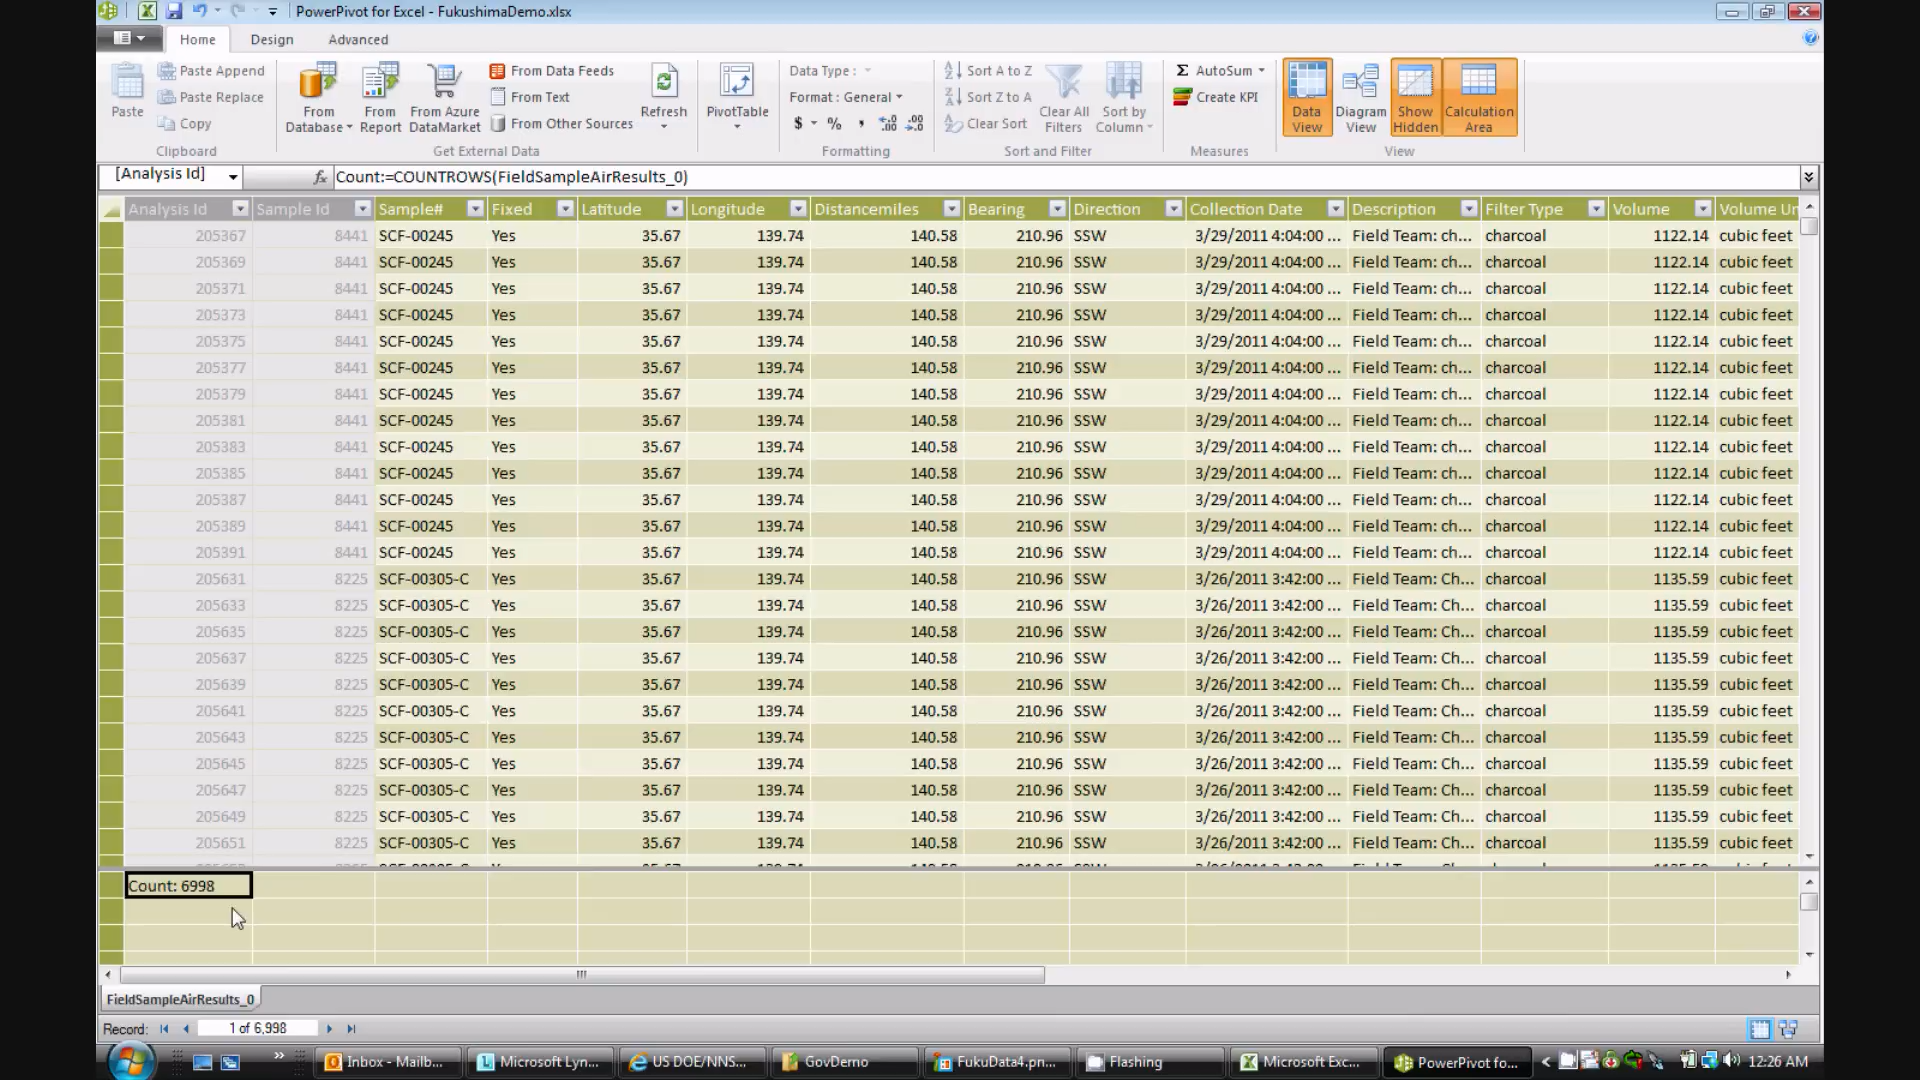 PowerPivot for Excel - FukushimaDemo.xlsx
Home Design Advanced
Paste
Paste Append
Paste Replace
Copy
Clipboard
From Database
From Report
From Azure DataMarket
From Data Feeds
From Text
From Other Sources
Get External Data
Refresh
PivotTable
Data Type :
Format : General
$ % , .00 .00
Formatting
Sort A to Z
Sort Z to A
Clear Sort
Clear All Filters
Sort by Column
Sort and Filter
Σ AutoSum
Create KPI
Measures
Data View
Diagram View
Show Hidden
Calculation Area
View
[Analysis Id] fx Count:=COUNTROWS(FieldSampleAirResults_0)
Analysis Id Sample Id Sample# Fixed Latitude Longitude Distancemiles Bearing Direction Collection Date Description Filter Type Volume Volume Un
205367 8441 SCF-00245 Yes 35.67 139.74 140.58 210.96 SSW 3/29/2011 4:04:00 ... Field Team: ch... charcoal 1122.14 cubic feet
205369 8441 SCF-00245 Yes 35.67 139.74 140.58 210.96 SSW 3/29/2011 4:04:00 ... Field Team: ch... charcoal 1122.14 cubic feet
205371 8441 SCF-00245 Yes 35.67 139.74 140.58 210.96 SSW 3/29/2011 4:04:00 ... Field Team: ch... charcoal 1122.14 cubic feet
205373 8441 SCF-00245 Yes 35.67 139.74 140.58 210.96 SSW 3/29/2011 4:04:00 ... Field Team: ch... charcoal 1122.14 cubic feet
205375 8441 SCF-00245 Yes 35.67 139.74 140.58 210.96 SSW 3/29/2011 4:04:00 ... Field Team: ch... charcoal 1122.14 cubic feet
205377 8441 SCF-00245 Yes 35.67 139.74 140.58 210.96 SSW 3/29/2011 4:04:00 ... Field Team: ch... charcoal 1122.14 cubic feet
205379 8441 SCF-00245 Yes 35.67 139.74 140.58 210.96 SSW 3/29/2011 4:04:00 ... Field Team: ch... charcoal 1122.14 cubic feet
205381 8441 SCF-00245 Yes 35.67 139.74 140.58 210.96 SSW 3/29/2011 4:04:00 ... Field Team: ch... charcoal 1122.14 cubic feet
205383 8441 SCF-00245 Yes 35.67 139.74 140.58 210.96 SSW 3/29/2011 4:04:00 ... Field Team: ch... charcoal 1122.14 cubic feet
205385 8441 SCF-00245 Yes 35.67 139.74 140.58 210.96 SSW 3/29/2011 4:04:00 ... Field Team: ch... charcoal 1122.14 cubic feet
205387 8441 SCF-00245 Yes 35.67 139.74 140.58 210.96 SSW 3/29/2011 4:04:00 ... Field Team: ch... charcoal 1122.14 cubic feet
205389 8441 SCF-00245 Yes 35.67 139.74 140.58 210.96 SSW 3/29/2011 4:04:00 ... Field Team: ch... charcoal 1122.14 cubic feet
205391 8441 SCF-00245 Yes 35.67 139.74 140.58 210.96 SSW 3/29/2011 4:04:00 ... Field Team: ch... charcoal 1122.14 cubic feet
205631 8225 SCF-00305-C Yes 35.67 139.74 140.58 210.96 SSW 3/26/2011 3:42:00 ... Field Team: Ch... charcoal 1135.59 cubic feet
205633 8225 SCF-00305-C Yes 35.67 139.74 140.58 210.96 SSW 3/26/2011 3:42:00 ... Field Team: Ch... charcoal 1135.59 cubic feet
205635 8225 SCF-00305-C Yes 35.67 139.74 140.58 210.96 SSW 3/26/2011 3:42:00 ... Field Team: Ch... charcoal 1135.59 cubic feet
205637 8225 SCF-00305-C Yes 35.67 139.74 140.58 210.96 SSW 3/26/2011 3:42:00 ... Field Team: Ch... charcoal 1135.59 cubic feet
205639 8225 SCF-00305-C Yes 35.67 139.74 140.58 210.96 SSW 3/26/2011 3:42:00 ... Field Team: Ch... charcoal 1135.59 cubic feet
205641 8225 SCF-00305-C Yes 35.67 139.74 140.58 210.96 SSW 3/26/2011 3:42:00 ... Field Team: Ch... charcoal 1135.59 cubic feet
205643 8225 SCF-00305-C Yes 35.67 139.74 140.58 210.96 SSW 3/26/2011 3:42:00 ... Field Team: Ch... charcoal 1135.59 cubic feet
205645 8225 SCF-00305-C Yes 35.67 139.74 140.58 210.96 SSW 3/26/2011 3:42:00 ... Field Team: Ch... charcoal 1135.59 cubic feet
205647 8225 SCF-00305-C Yes 35.67 139.74 140.58 210.96 SSW 3/26/2011 3:42:00 ... Field Team: Ch... charcoal 1135.59 cubic feet
205649 8225 SCF-00305-C Yes 35.67 139.74 140.58 210.96 SSW 3/26/2011 3:42:00 ... Field Team: Ch... charcoal 1135.59 cubic feet
205651 8225 SCF-00305-C Yes 35.67 139.74 140.58 210.96 SSW 3/26/2011 3:42:00 ... Field Team: Ch... charcoal 1135.59 cubic feet
Count: 6998
FieldSampleAirResults_0
Record: 1 of 6,998
Inbox - Mailb... Microsoft Lyn... US DOE/NNS... GovDemo FukuData4.pn... Flashing Microsoft Exc... PowerPivot fo... 12:26 AM